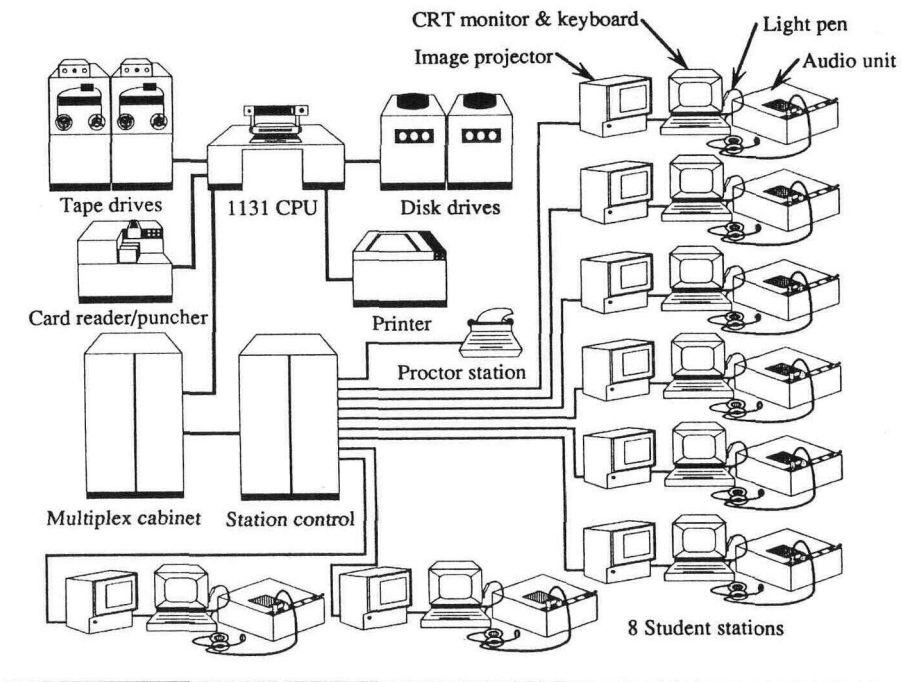 CRT monitor & keyboard
Light pen
Image projector
Audio unit
Tape drives
1131 CPU
Disk drives
Card reader/puncher
Printer
Proctor station
Multiplex cabinet
Station control
8 Student stations